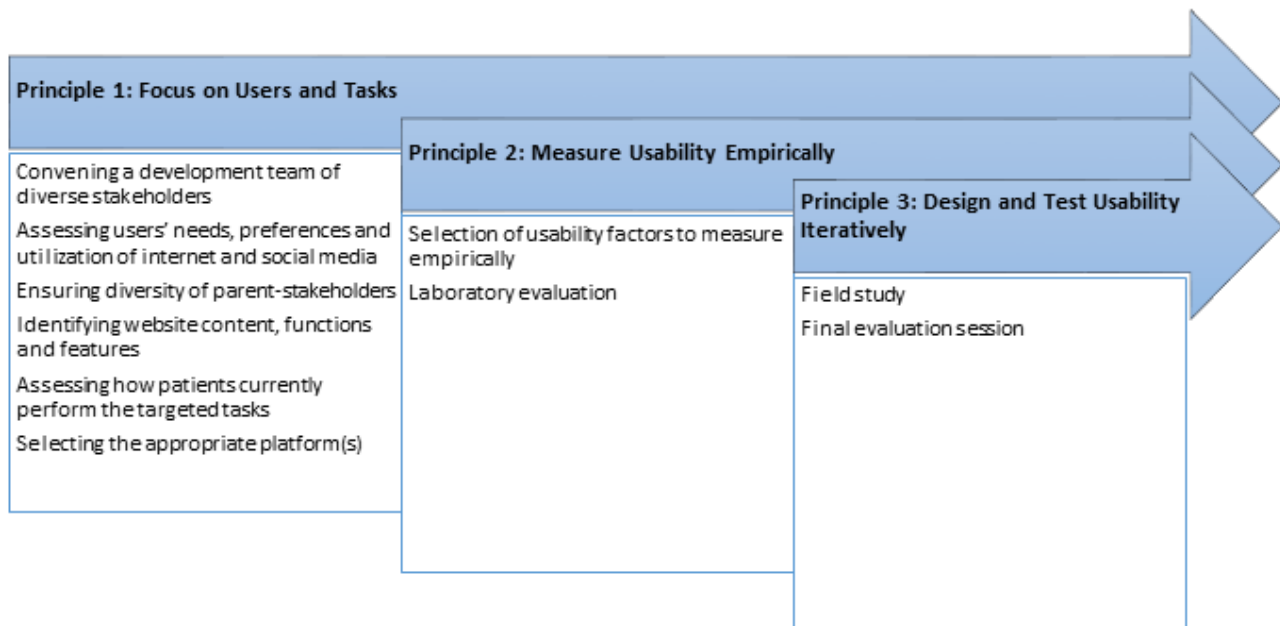 Principle 1: Focus on Users and Tasks
Convening a development team of
diverse stakeholders
Assessing users' needs, preferences and
utilization of internet and social media
Ensuring diversity of parent-stakeholders
Identifying website content, functions
and features
Assessing how patients currently
perform the targeted tasks
Selecting the appropriate platform(s)
Principle 2: Measure Usability Empirically
Selection of usability factors to measure
empirically
Laboratory evaluation
Principle 3: Design and Test Usability
Iteratively
Field study
Final evaluation session